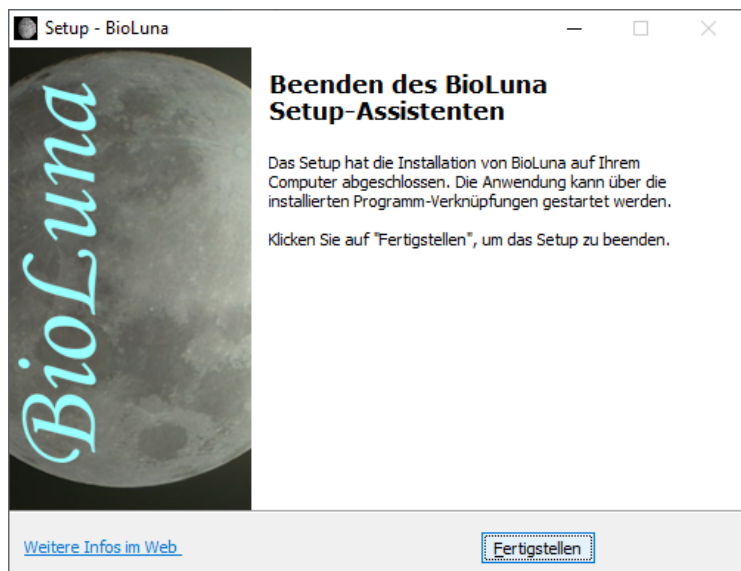 Setup - BioLuna
BioLuna
Beenden des BioLuna
Setup-Assistenten
Das Setup hat die Installation von BioLuna auf Ihrem
Computer abgeschlossen. Die Anwendung kann über die
installierten Programm-Verknüpfungen gestartet werden.
Klicken Sie auf "Fertigstellen", um das Setup zu beenden.
Weitere Infos im Web
Fertigstellen